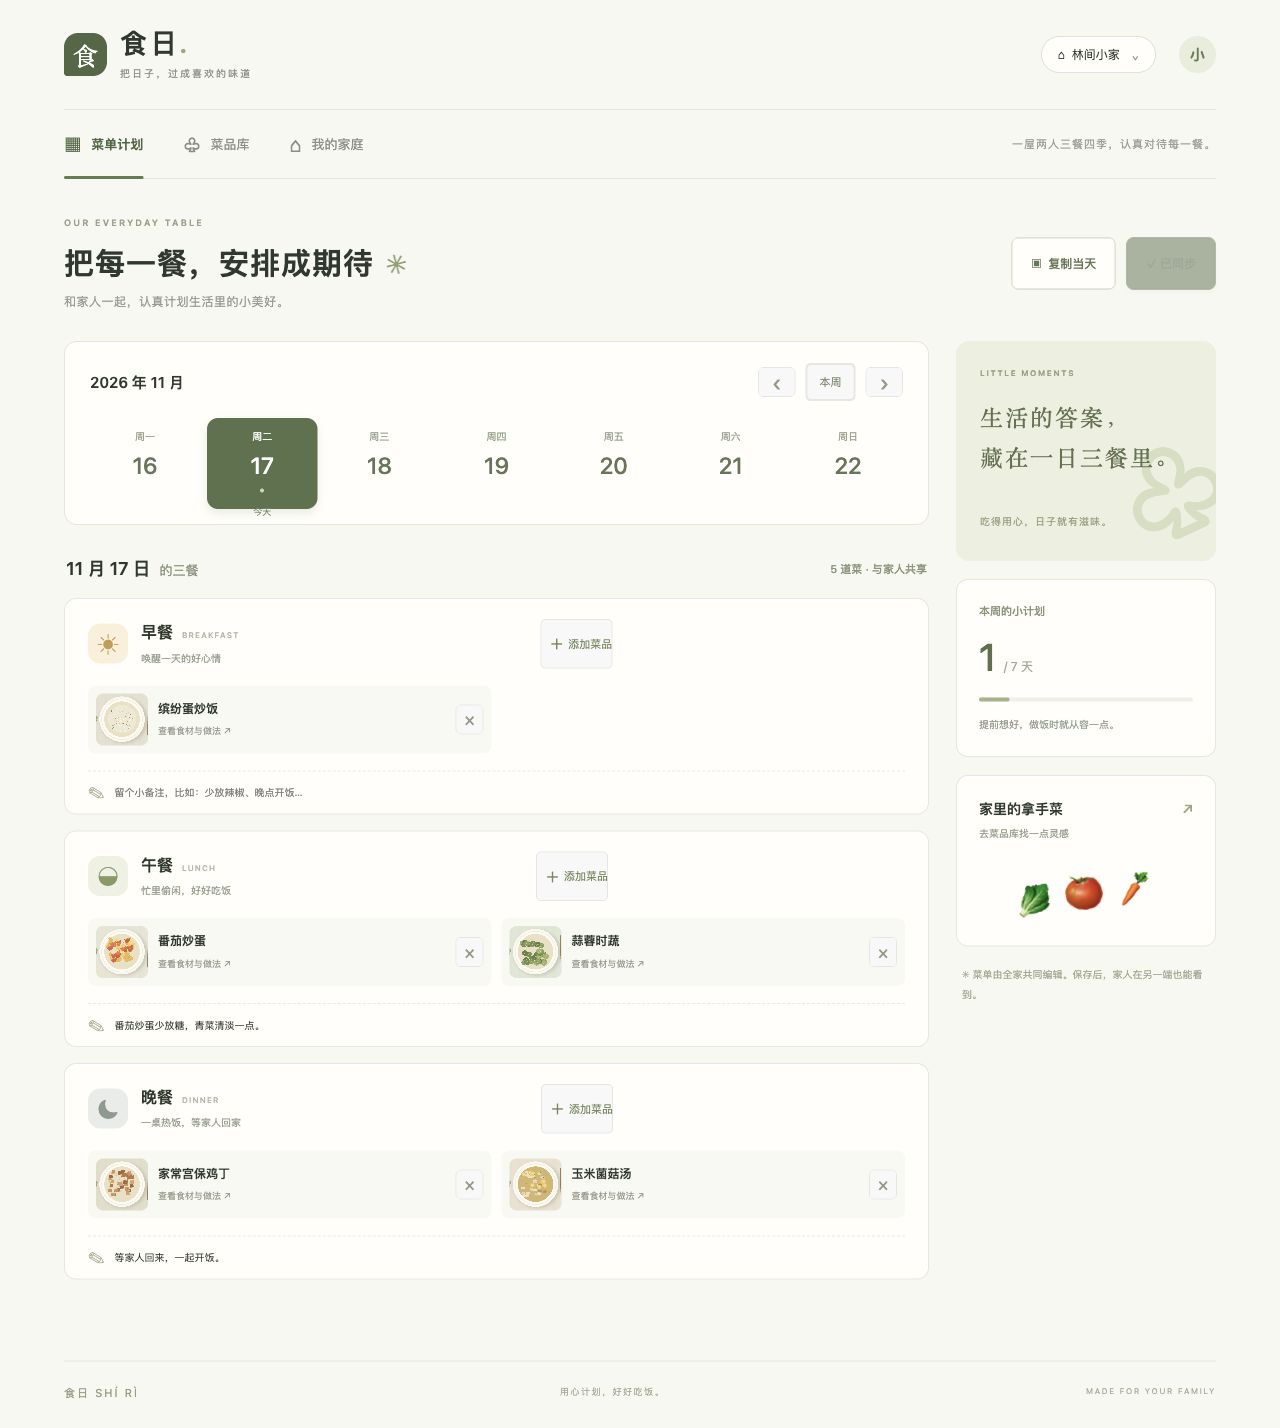 食
食日.
把日子，过成喜欢的味道
林间小家
小
菜单计划
菜品库
我的家庭
一屋两人三餐四季，认真对待每一餐。
OUR EVERYDAY TABLE
把每一餐，安排成期待
和家人一起，认真计划生活里的小美好。
复制当天
✓ 已同步
2026 年 11 月
本周
周一 周二 周三 周四 周五 周六 周日
16 17 18 19 20 21 22
今天
LITTLE MOMENTS
生活的答案，
藏在一日三餐里。
吃得用心，日子就有滋味。
11 月 17 日 的三餐
5 道菜 · 与家人共享
早餐 BREAKFAST
唤醒一天的好心情
＋ 添加菜品
缤纷蛋炒饭
查看食材与做法 ↗
×
留个小备注，比如：少放辣椒、晚点开饭...
午餐 LUNCH
忙里偷闲，好好吃饭
＋ 添加菜品
番茄炒蛋
查看食材与做法 ↗
×
蒜蓉时蔬
查看食材与做法 ↗
×
番茄炒蛋少放糖，青菜清淡一点。
晚餐 DINNER
一桌热饭，等家人回家
＋ 添加菜品
家常宫保鸡丁
查看食材与做法 ↗
×
玉米菌菇汤
查看食材与做法 ↗
×
等家人回来，一起开饭。
本周的小计划
1 / 7 天
提前想好，做饭时就从容一点。
家里的拿手菜 ↗
去菜品库找一点灵感
✳ 菜单由全家共同编辑。保存后，家人在另一端也能看
到。
食日 SHÍ RÌ
用心计划，好好吃饭。
MADE FOR YOUR FAMILY